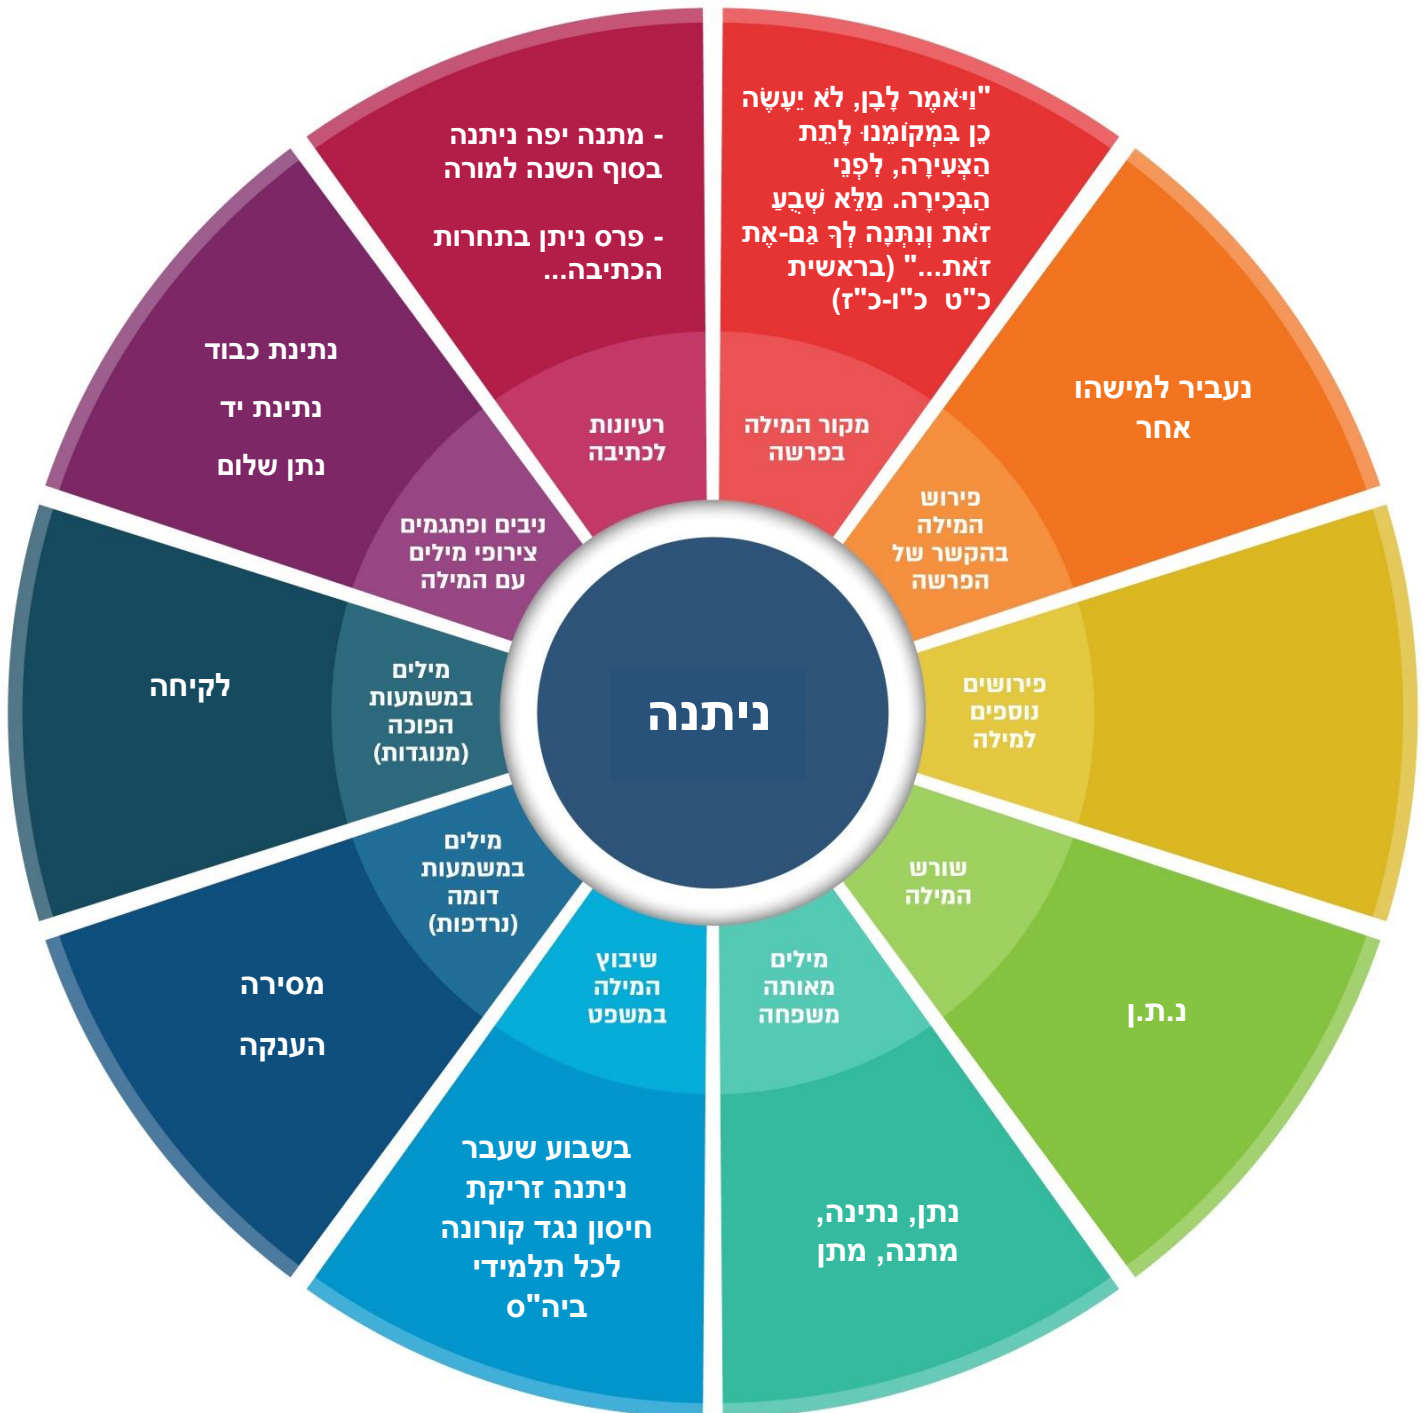 "וַיֹּאמֶר לָבָן, לֹא יֵעָשֶׂה
כֵן בִּמְקוֹמֵנוּ לָתֵת
הַצְּעִירָה, לִפְנֵי
הַבְּכִירָה. מַלֵּא שְׁבֻעַ
זֹאת וְנִתְּנָה לְךָ גַּם-אֶת
זֹאת..." (בראשית
כ"ט כ"ו-כ"ז)
מקור המילה
בפרשה
נעביר למישהו
אחר
פירוש
המילה
בהקשר של
הפרשה
פירושים
נוספים
למילה
שורש
המילה
נ.ת.ן
מילים
מאותה
משפחה
נתן, נתינה,
מתנה, מתן
שיבוץ
המילה
במשפט
בשבוע שעבר
ניתנה זריקת
חיסון נגד קורונה
לכל תלמידי
ביה"ס
מילים
במשמעות
דומה
(נרדפות)
מסירה
הענקה
מילים
במשמעות
הפוכה
(מנוגדות)
לקיחה
ניבים ופתגמים
צירופי מילים
עם המילה
נתינת כבוד
נתינת יד
נתן שלום
רעיונות
לכתיבה
- מתנה יפה ניתנה
בסוף השנה למורה
- פרס ניתן בתחרות
הכתיבה...
ניתנה